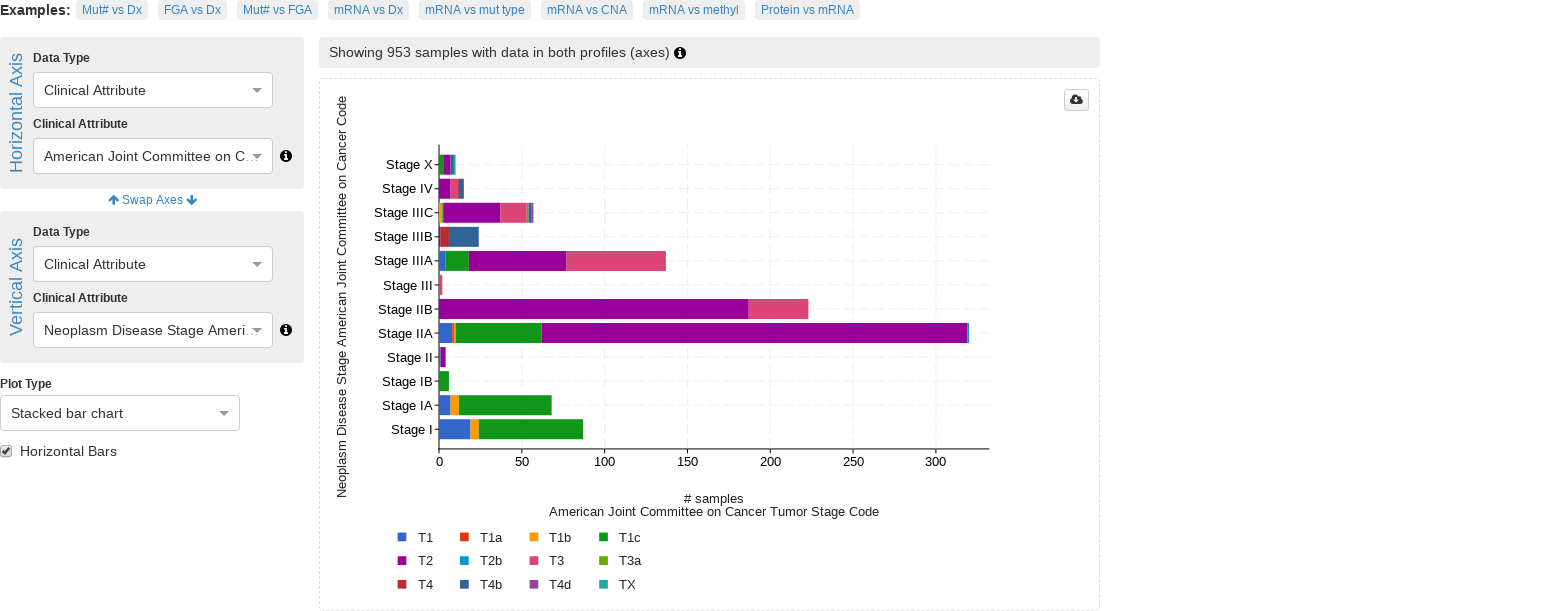 Examples: Mut# vs Dx FGA vs Dx Mut# vs FGA mRNA vs Dx mRNA vs mut type mRNA vs CNA mRNA vs methyl Protein vs mRNA
Horizontal Axis
Data Type
Clinical Attribute
Clinical Attribute
American Joint Committee on C...
Swap Axes
Vertical Axis
Data Type
Clinical Attribute
Clinical Attribute
Neoplasm Disease Stage Ameri...
Plot Type
Stacked bar chart
Horizontal Bars
Showing 953 samples with data in both profiles (axes)
Neoplasm Disease Stage American Joint Committee on Cancer Code
Stage X
Stage IV
Stage IIIC
Stage IIIB
Stage IIIA
Stage III
Stage IIB
Stage IIA
Stage II
Stage IB
Stage IA
Stage I
0 50 100 150 200 250 300
# samples
American Joint Committee on Cancer Tumor Stage Code
T1 T1a T1b T1c
T2 T2b T3 T3a
T4 T4b T4d TX